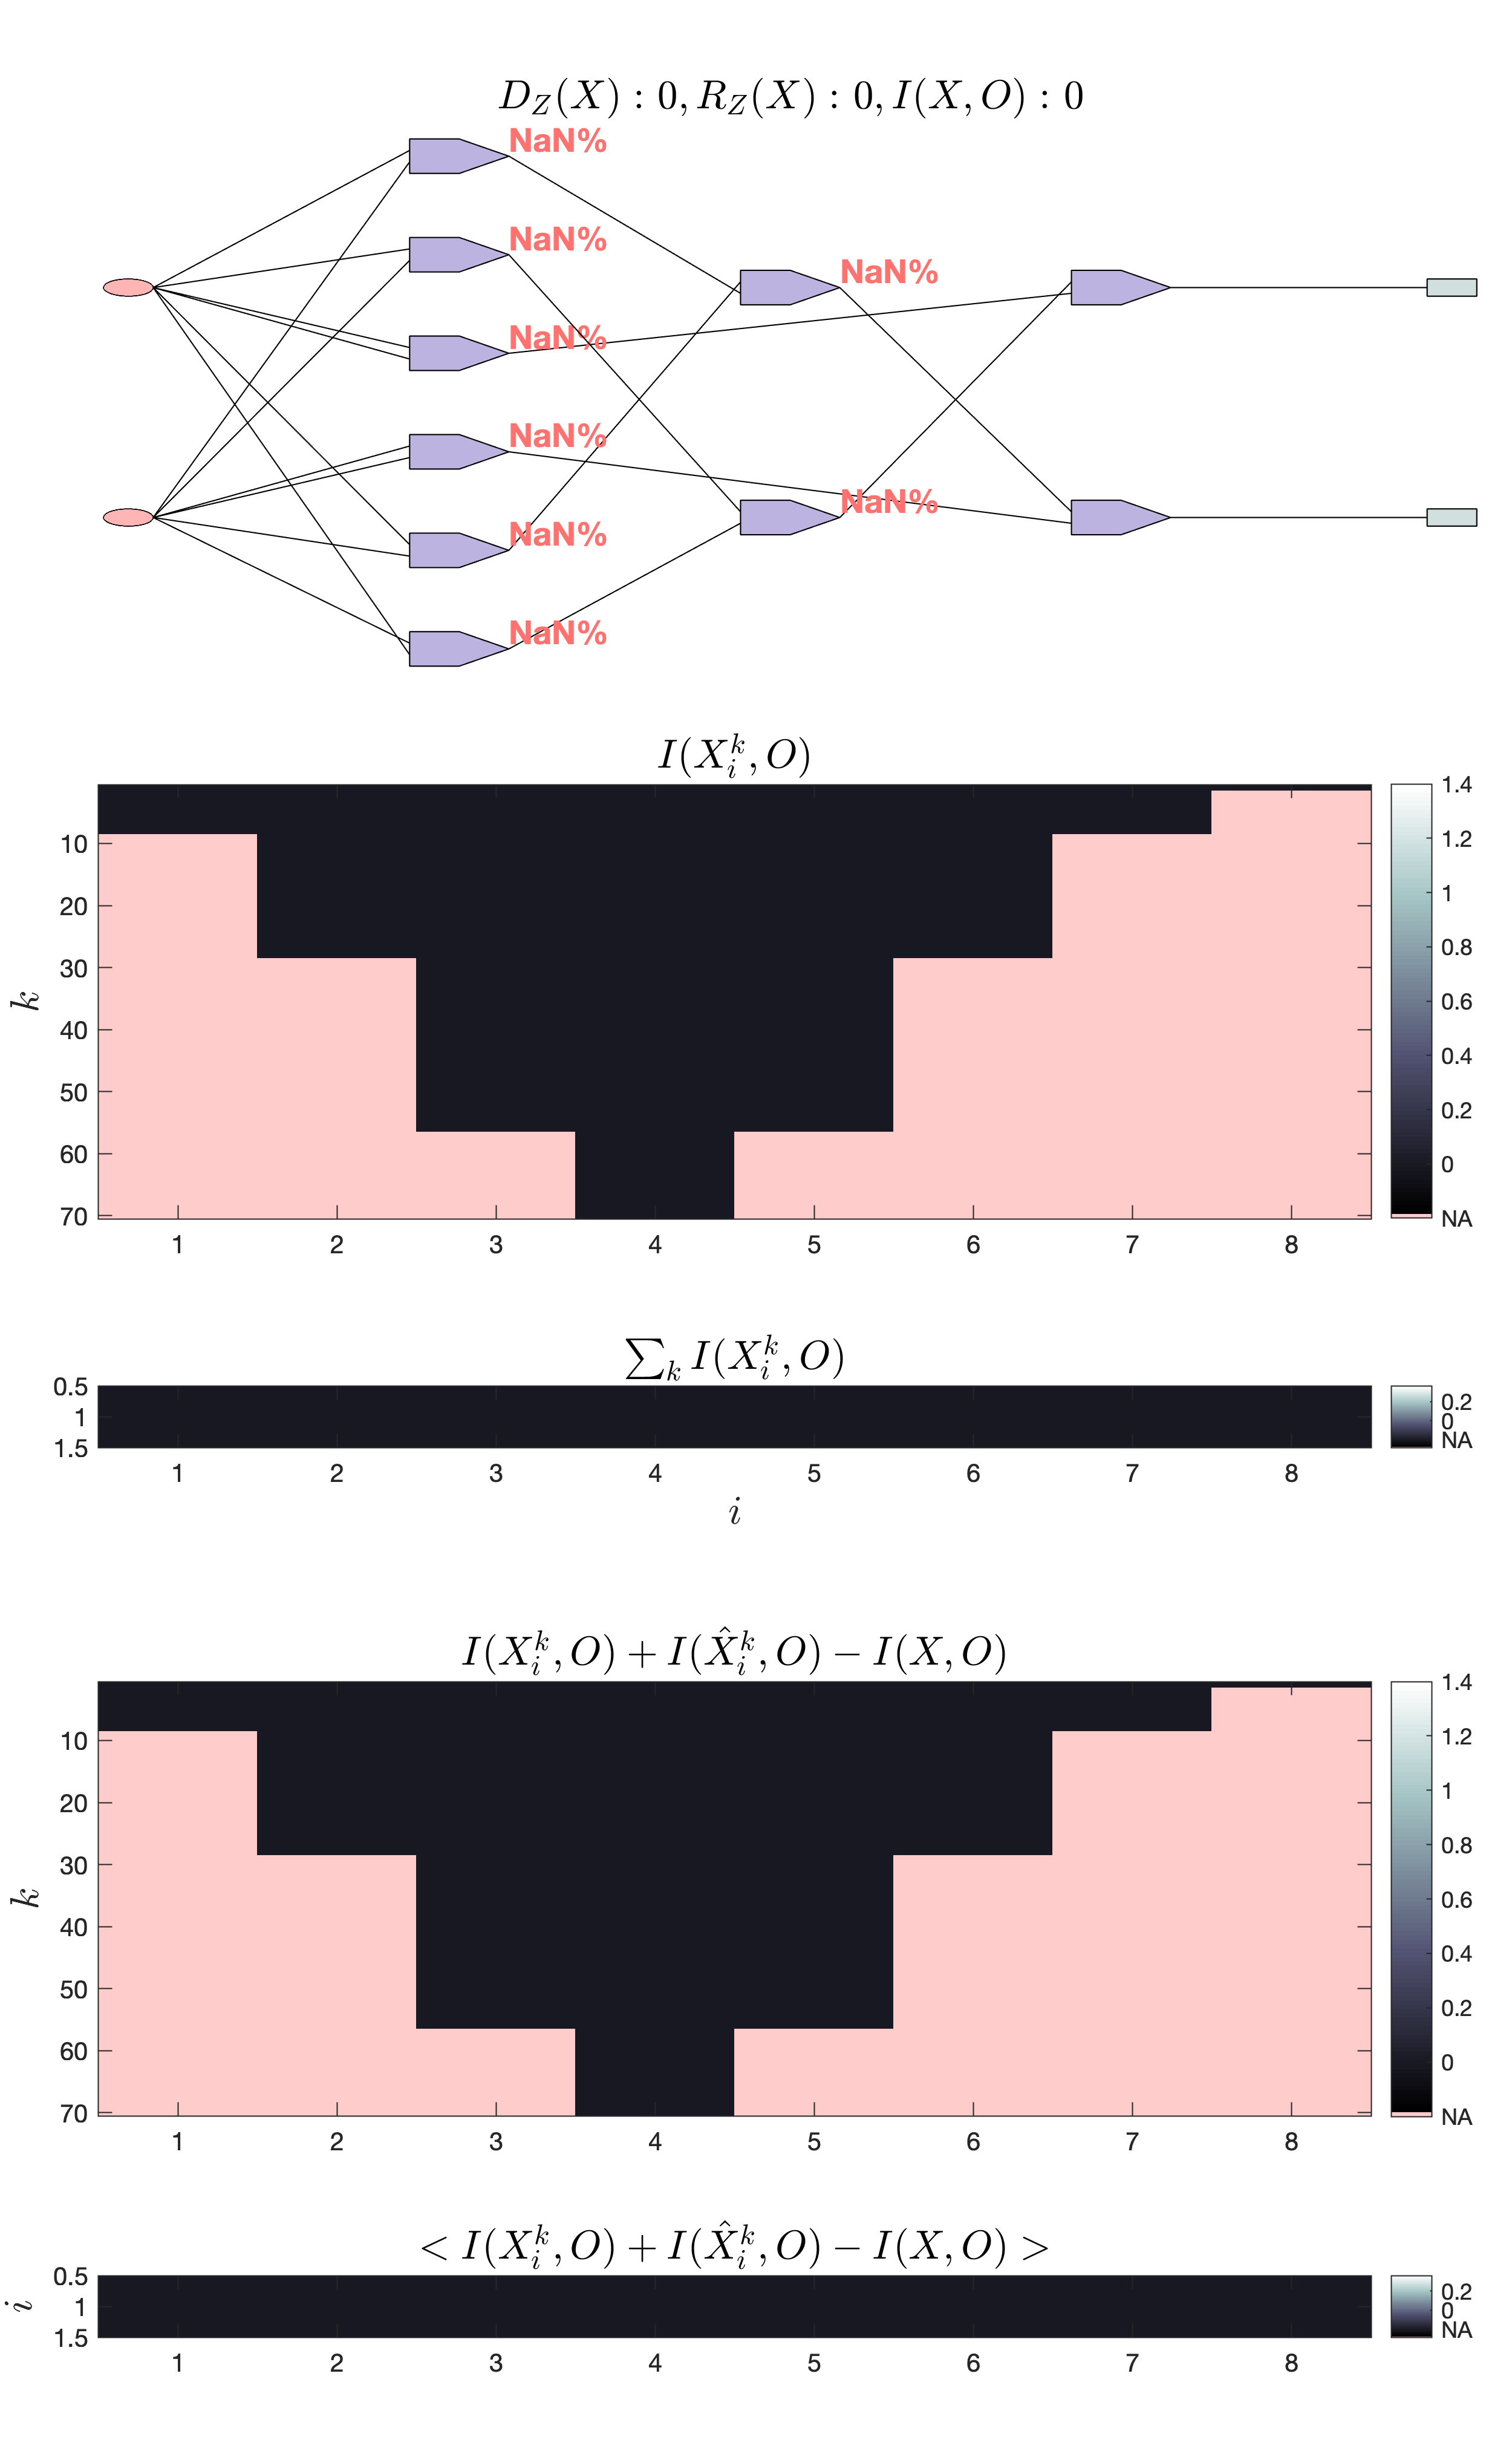 D_Z(X) : 0, R_Z(X) : 0, I(X, O) : 0
NaN%
NaN%
NaN%
NaN%
NaN%
NaN%
NaN%
NaN%
I(X_i^k, O)
k
10
20
30
40
50
60
70
1 2 3 4 5 6 7 8
1.4
1.2
1
0.8
0.6
0.4
0.2
0
NA
∑_k I(X_i^k, O)
0.5
1
1.5
1 2 3 4 5 6 7 8
i
0.2
0
NA
I(X_i^k, O) + I(X̂_i^k, O) − I(X, O)
k
10
20
30
40
50
60
70
1 2 3 4 5 6 7 8
1.4
1.2
1
0.8
0.6
0.4
0.2
0
NA
< I(X_i^k, O) + I(X̂_i^k, O) − I(X, O) >
i
0.5
1
1.5
1 2 3 4 5 6 7 8
0.2
0
NA